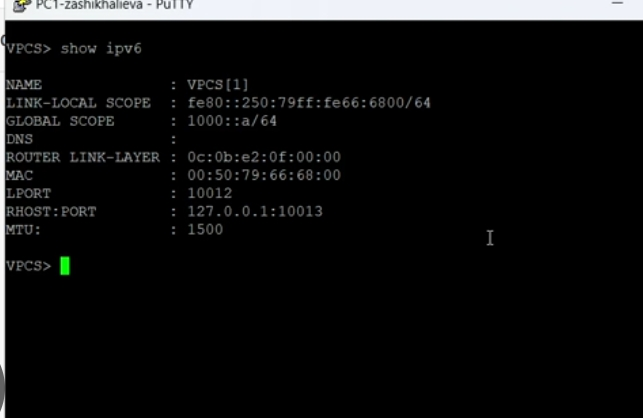 PC1-zashikhalieva - PuTTY
VPCS> show ipv6
NAME : VPCS[1]
LINK-LOCAL SCOPE : fe80::250:79ff:fe66:6800/64
GLOBAL SCOPE : 1000::a/64
DNS :
ROUTER LINK-LAYER : 0c:0b:e2:0f:00:00
MAC : 00:50:79:66:68:00
LPORT : 10012
RHOST:PORT : 127.0.0.1:10013
MTU: : 1500
VPCS>